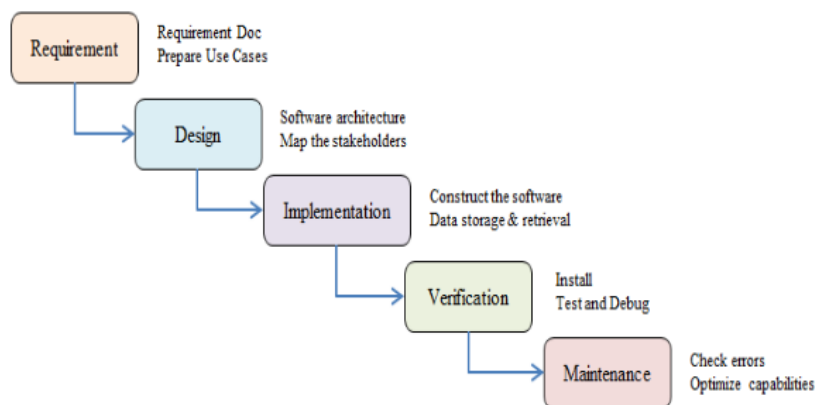 Requirement
Requirement Doc
Prepare Use Cases
Design
Software architecture
Map the stakeholders
Implementation
Construct the software
Data storage & retrieval
Verification
Install
Test and Debug
Maintenance
Check errors
Optimize capabilities